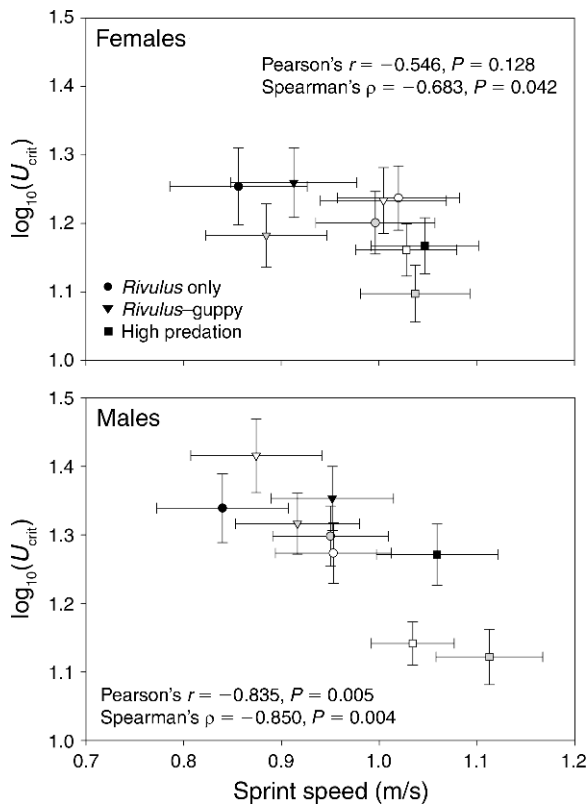 1.5
Females
Pearson's r = −0.546, P = 0.128
Spearman's ρ = −0.683, P = 0.042
1.4
1.3
log10(Ucrit)
1.2
Rivulus only
1.1
Rivulus–guppy
High predation
1.0
1.5
Males
1.4
1.3
log10(Ucrit)
1.2
1.1
Pearson's r = −0.835, P = 0.005
Spearman's ρ = −0.850, P = 0.004
1.0
0.7 0.8 0.9 1.0 1.1 1.2
Sprint speed (m/s)